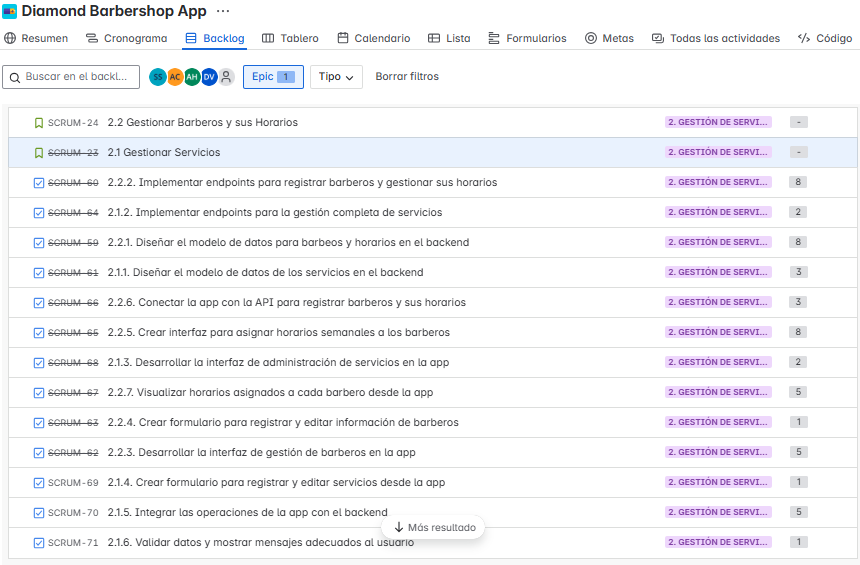 Diamond Barbershop App ...
Resumen Cronograma Backlog Tablero Calendario Lista Formularios Metas Todas las actividades Código
Buscar en el backl... SS AC AH DV Epic 1 Tipo Borrar filtros
SCRUM-24 2.2 Gestionar Barberos y sus Horarios 2. GESTIÓN DE SERVI... -
SCRUM-23 2.1 Gestionar Servicios 2. GESTIÓN DE SERVI... -
SCRUM-60 2.2.2. Implementar endpoints para registrar barberos y gestionar sus horarios 2. GESTIÓN DE SERVI... 8
SCRUM-64 2.1.2. Implementar endpoints para la gestión completa de servicios 2. GESTIÓN DE SERVI... 2
SCRUM-59 2.2.1. Diseñar el modelo de datos para barbeos y horarios en el backend 2. GESTIÓN DE SERVI... 8
SCRUM-61 2.1.1. Diseñar el modelo de datos de los servicios en el backend 2. GESTIÓN DE SERVI... 3
SCRUM-66 2.2.6. Conectar la app con la API para registrar barberos y sus horarios 2. GESTIÓN DE SERVI... 3
SCRUM-65 2.2.5. Crear interfaz para asignar horarios semanales a los barberos 2. GESTIÓN DE SERVI... 8
SCRUM-68 2.1.3. Desarrollar la interfaz de administración de servicios en la app 2. GESTIÓN DE SERVI... 2
SCRUM-67 2.2.7. Visualizar horarios asignados a cada barbero desde la app 2. GESTIÓN DE SERVI... 5
SCRUM-63 2.2.4. Crear formulario para registrar y editar información de barberos 2. GESTIÓN DE SERVI... 1
SCRUM-62 2.2.3. Desarrollar la interfaz de gestión de barberos en la app 2. GESTIÓN DE SERVI... 5
SCRUM-69 2.1.4. Crear formulario para registrar y editar servicios desde la app 2. GESTIÓN DE SERVI... 1
SCRUM-70 2.1.5. Integrar las operaciones de la app con el backend 2. GESTIÓN DE SERVI... 5
Más resultado
SCRUM-71 2.1.6. Validar datos y mostrar mensajes adecuados al usuario 2. GESTIÓN DE SERVI... 1